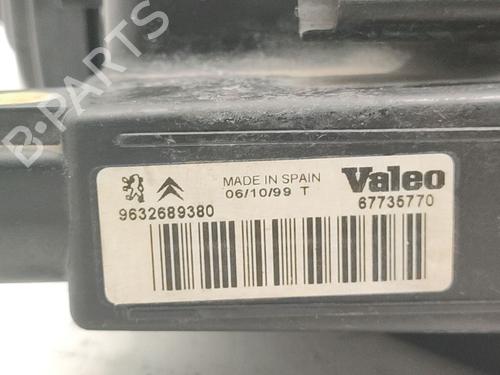 B-PARTS
MADE IN SPAIN
06/10/99 T
Valeo
9632689380
67735770